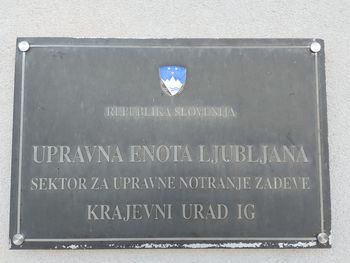 REPUBLIKA SLOVENIJA
UPRAVNA ENOTA LJUBLJANA
SEKTOR ZA UPRAVNE NOTRANJE ZADEVE
KRAJEVNI URAD IG